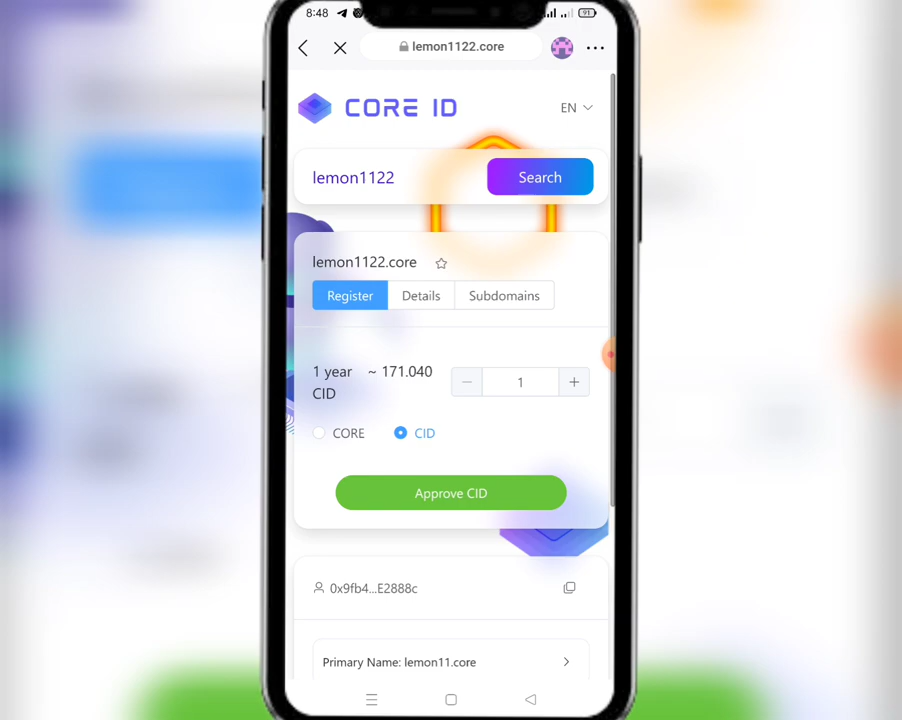 8:48
91
lemon1122.core
CORE ID
EN
lemon1122
Search
lemon1122.core
Register Details Subdomains
1 year ~ 171.040
CID
1
CORE CID
Approve CID
0x9fb4...E2888c
Primary Name: lemon11.core